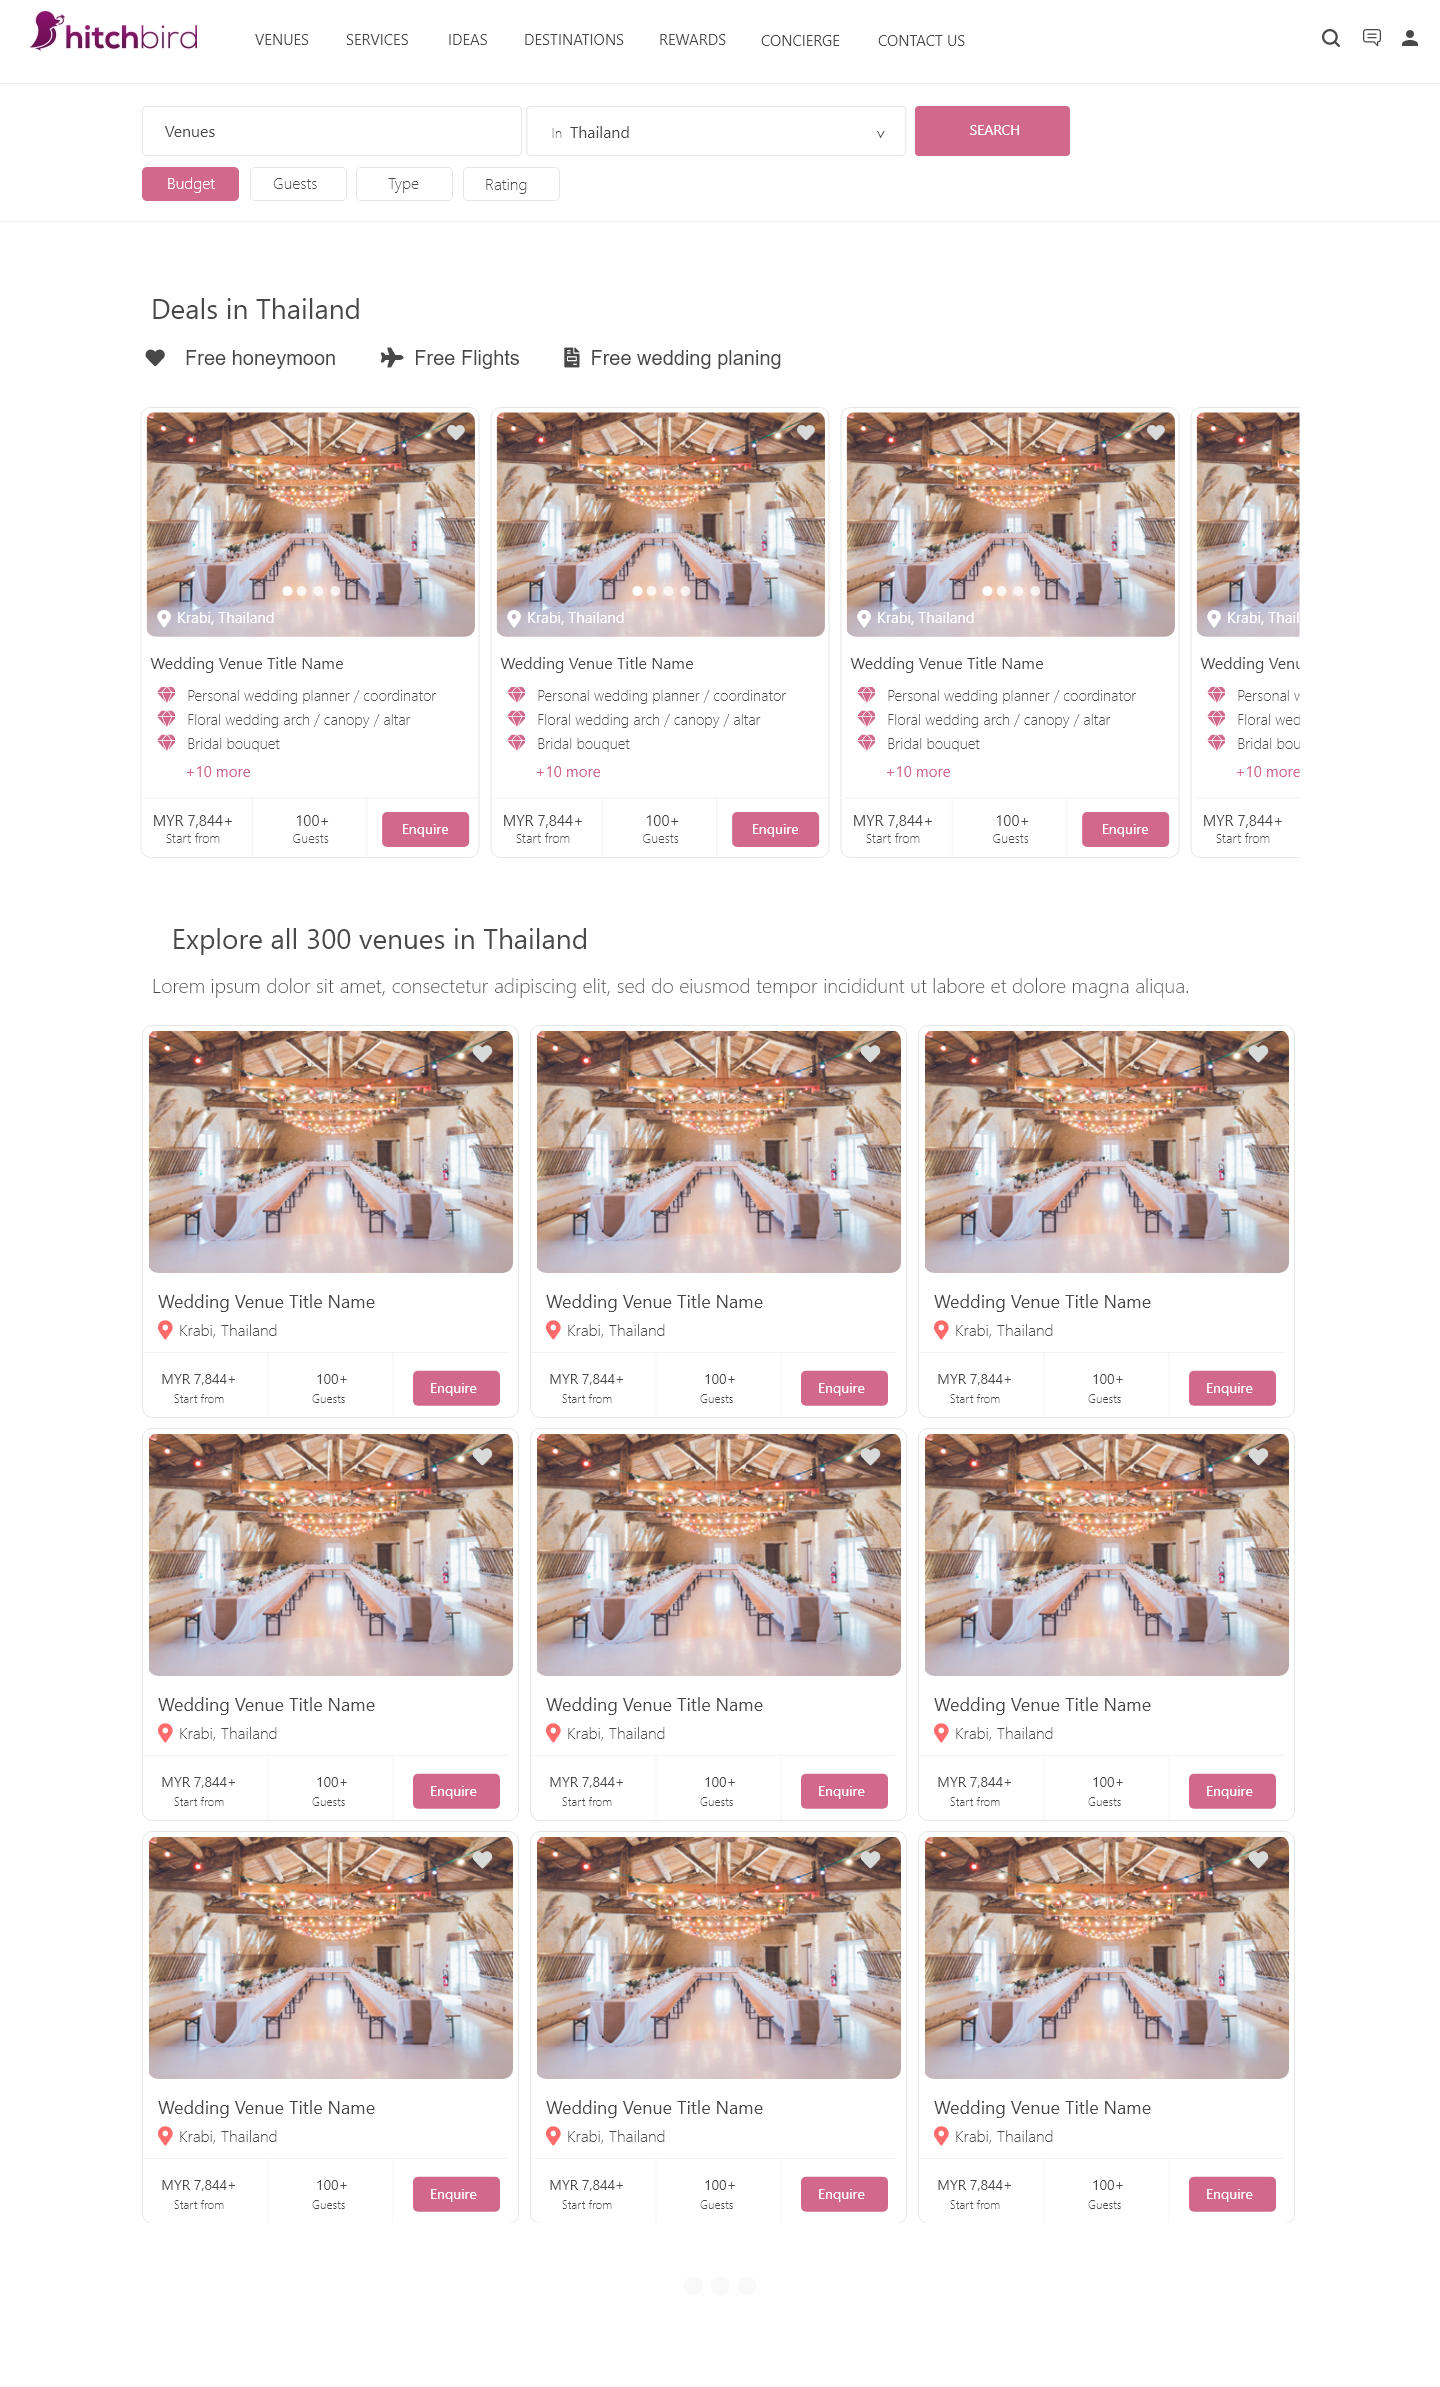 hitchbird VENUES SERVICES IDEAS DESTINATIONS REWARDS CONCIERGE CONTACT US
Venues In Thailand v SEARCH
Budget Guests Type Rating
Deals in Thailand
Free honeymoon Free Flights Free wedding planing
Krabi, Thailand Krabi, Thailand Krabi, Thailand Krabi, Thail
Wedding Venue Title Name Wedding Venue Title Name Wedding Venue Title Name Wedding Venu
Personal wedding planner / coordinator Personal wedding planner / coordinator Personal wedding planner / coordinator Personal w
Floral wedding arch / canopy / altar Floral wedding arch / canopy / altar Floral wedding arch / canopy / altar Floral wed
Bridal bouquet Bridal bouquet Bridal bouquet Bridal bou
+10 more +10 more +10 more +10 more
MYR 7,844+ 100+ Enquire MYR 7,844+ 100+ Enquire MYR 7,844+ 100+ Enquire MYR 7,844+
Start from Guests Start from Guests Start from Guests Start from
Explore all 300 venues in Thailand
Lorem ipsum dolor sit amet, consectetur adipiscing elit, sed do eiusmod tempor incididunt ut labore et dolore magna aliqua.
Wedding Venue Title Name Wedding Venue Title Name Wedding Venue Title Name
Krabi, Thailand Krabi, Thailand Krabi, Thailand
MYR 7,844+ 100+ Enquire MYR 7,844+ 100+ Enquire MYR 7,844+ 100+ Enquire
Start from Guests Start from Guests Start from Guests
Wedding Venue Title Name Wedding Venue Title Name Wedding Venue Title Name
Krabi, Thailand Krabi, Thailand Krabi, Thailand
MYR 7,844+ 100+ Enquire MYR 7,844+ 100+ Enquire MYR 7,844+ 100+ Enquire
Start from Guests Start from Guests Start from Guests
Wedding Venue Title Name Wedding Venue Title Name Wedding Venue Title Name
Krabi, Thailand Krabi, Thailand Krabi, Thailand
MYR 7,844+ 100+ Enquire MYR 7,844+ 100+ Enquire MYR 7,844+ 100+ Enquire
Start from Guests Start from Guests Start from Guests